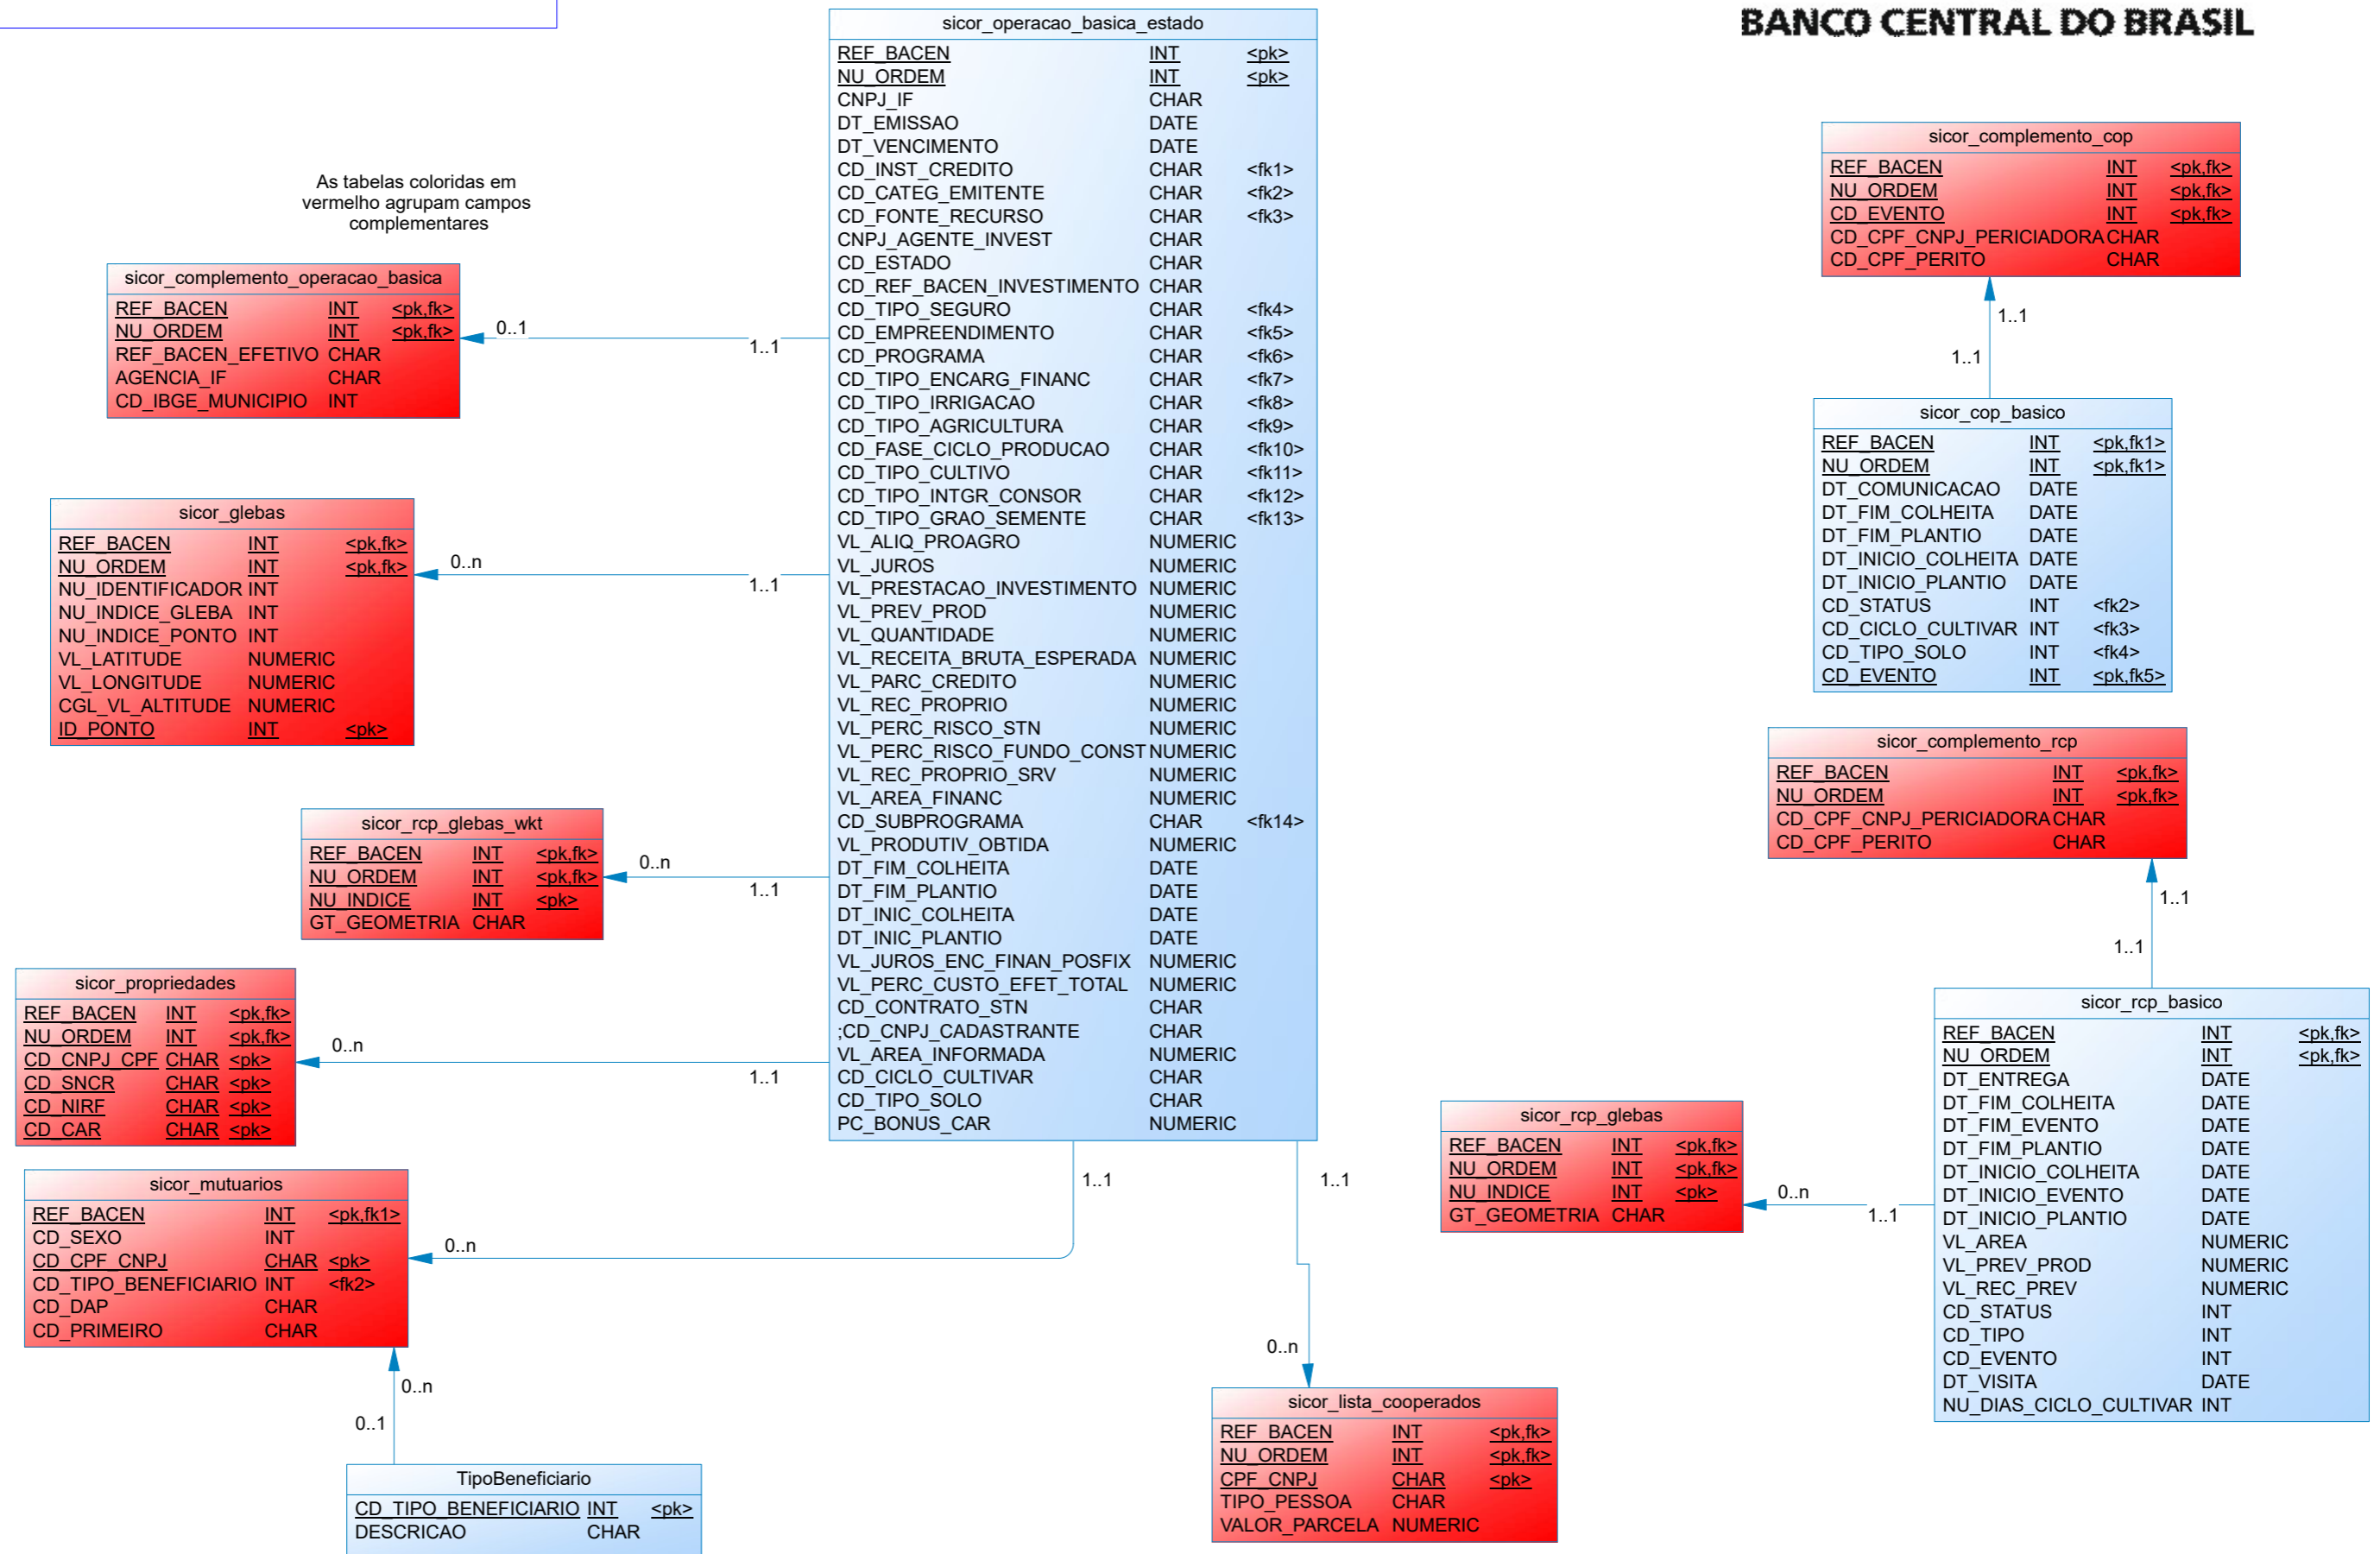 BANCO CENTRAL DO BRASIL
As tabelas coloridas em
vermelho agrupam campos
complementares
sicor_complemento_operacao_basica
REF_BACEN INT <pk,fk>
NU_ORDEM INT <pk,fk>
REF_BACEN_EFETIVO CHAR
AGENCIA_IF CHAR
CD_IBGE_MUNICIPIO INT
0..1
1..1
sicor_glebas
REF_BACEN INT <pk,fk>
NU_ORDEM INT <pk,fk>
NU_IDENTIFICADOR INT
NU_INDICE_GLEBA INT
NU_INDICE_PONTO INT
VL_LATITUDE NUMERIC
VL_LONGITUDE NUMERIC
CGL_VL_ALTITUDE NUMERIC
ID_PONTO INT <pk>
0..n
1..1
sicor_rcp_glebas_wkt
REF_BACEN INT <pk,fk>
NU_ORDEM INT <pk,fk>
NU_INDICE INT <pk>
GT_GEOMETRIA CHAR
0..n
1..1
sicor_propriedades
REF_BACEN INT <pk,fk>
NU_ORDEM INT <pk,fk>
CD_CNPJ_CPF CHAR <pk>
CD_SNCR CHAR <pk>
CD_NIRF CHAR <pk>
CD_CAR CHAR <pk>
0..n
1..1
sicor_mutuarios
REF_BACEN INT <pk,fk1>
CD_SEXO INT
CD_CPF_CNPJ CHAR <pk>
CD_TIPO_BENEFICIARIO INT <fk2>
CD_DAP CHAR
CD_PRIMEIRO CHAR
0..n
1..1
0..n
0..1
TipoBeneficiario
CD_TIPO_BENEFICIARIO INT <pk>
DESCRICAO CHAR
sicor_operacao_basica_estado
REF_BACEN INT <pk>
NU_ORDEM INT <pk>
CNPJ_IF CHAR
DT_EMISSAO DATE
DT_VENCIMENTO DATE
CD_INST_CREDITO CHAR <fk1>
CD_CATEG_EMITENTE CHAR <fk2>
CD_FONTE_RECURSO CHAR <fk3>
CNPJ_AGENTE_INVEST CHAR
CD_ESTADO CHAR
CD_REF_BACEN_INVESTIMENTO CHAR
CD_TIPO_SEGURO CHAR <fk4>
CD_EMPREENDIMENTO CHAR <fk5>
CD_PROGRAMA CHAR <fk6>
CD_TIPO_ENCARG_FINANC CHAR <fk7>
CD_TIPO_IRRIGACAO CHAR <fk8>
CD_TIPO_AGRICULTURA CHAR <fk9>
CD_FASE_CICLO_PRODUCAO CHAR <fk10>
CD_TIPO_CULTIVO CHAR <fk11>
CD_TIPO_INTGR_CONSOR CHAR <fk12>
CD_TIPO_GRAO_SEMENTE CHAR <fk13>
VL_ALIQ_PROAGRO NUMERIC
VL_JUROS NUMERIC
VL_PRESTACAO_INVESTIMENTO NUMERIC
VL_PREV_PROD NUMERIC
VL_QUANTIDADE NUMERIC
VL_RECEITA_BRUTA_ESPERADA NUMERIC
VL_PARC_CREDITO NUMERIC
VL_REC_PROPRIO NUMERIC
VL_PERC_RISCO_STN NUMERIC
VL_PERC_RISCO_FUNDO_CONST NUMERIC
VL_REC_PROPRIO_SRV NUMERIC
VL_AREA_FINANC NUMERIC
CD_SUBPROGRAMA CHAR <fk14>
VL_PRODUTIV_OBTIDA NUMERIC
DT_FIM_COLHEITA DATE
DT_FIM_PLANTIO DATE
DT_INIC_COLHEITA DATE
DT_INIC_PLANTIO DATE
VL_JUROS_ENC_FINAN_POSFIX NUMERIC
VL_PERC_CUSTO_EFET_TOTAL NUMERIC
CD_CONTRATO_STN CHAR
;CD_CNPJ_CADASTRANTE CHAR
VL_AREA_INFORMADA NUMERIC
CD_CICLO_CULTIVAR CHAR
CD_TIPO_SOLO CHAR
PC_BONUS_CAR NUMERIC
1..1
0..n
sicor_lista_cooperados
REF_BACEN INT <pk,fk>
NU_ORDEM INT <pk,fk>
CPF_CNPJ CHAR <pk>
TIPO_PESSOA CHAR
VALOR_PARCELA NUMERIC
sicor_complemento_cop
REF_BACEN INT <pk,fk>
NU_ORDEM INT <pk,fk>
CD_EVENTO INT <pk,fk>
CD_CPF_CNPJ_PERICIADORA CHAR
CD_CPF_PERITO CHAR
1..1
1..1
sicor_cop_basico
REF_BACEN INT <pk,fk1>
NU_ORDEM INT <pk,fk1>
DT_COMUNICACAO DATE
DT_FIM_COLHEITA DATE
DT_FIM_PLANTIO DATE
DT_INICIO_COLHEITA DATE
DT_INICIO_PLANTIO DATE
CD_STATUS INT <fk2>
CD_CICLO_CULTIVAR INT <fk3>
CD_TIPO_SOLO INT <fk4>
CD_EVENTO INT <pk,fk5>
sicor_complemento_rcp
REF_BACEN INT <pk,fk>
NU_ORDEM INT <pk,fk>
CD_CPF_CNPJ_PERICIADORA CHAR
CD_CPF_PERITO CHAR
1..1
1..1
sicor_rcp_glebas
REF_BACEN INT <pk,fk>
NU_ORDEM INT <pk,fk>
NU_INDICE INT <pk>
GT_GEOMETRIA CHAR
0..n
1..1
sicor_rcp_basico
REF_BACEN INT <pk,fk>
NU_ORDEM INT <pk,fk>
DT_ENTREGA DATE
DT_FIM_COLHEITA DATE
DT_FIM_EVENTO DATE
DT_FIM_PLANTIO DATE
DT_INICIO_COLHEITA DATE
DT_INICIO_EVENTO DATE
DT_INICIO_PLANTIO DATE
VL_AREA NUMERIC
VL_PREV_PROD NUMERIC
VL_REC_PREV NUMERIC
CD_STATUS INT
CD_TIPO INT
CD_EVENTO INT
DT_VISITA DATE
NU_DIAS_CICLO_CULTIVAR INT